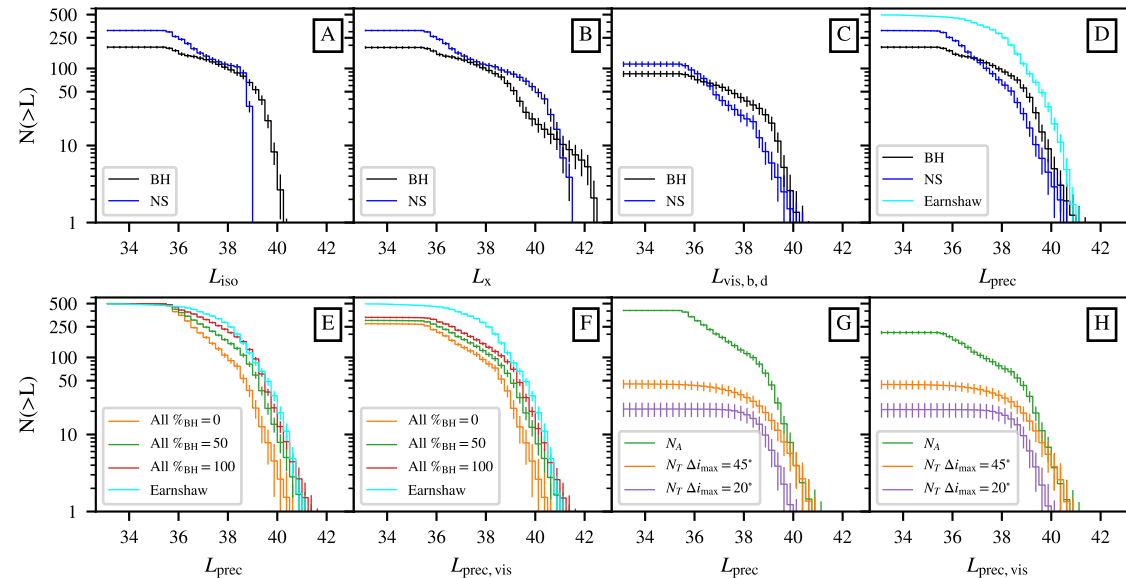 500
250
100
50
10
1
N(>L)
A
BH
NS
34 36 38 40 42
L_iso
B
BH
NS
34 36 38 40 42
L_x
C
BH
NS
34 36 38 40 42
L_vis, b, d
D
BH
NS
Earnshaw
34 36 38 40 42
L_prec
500
250
100
50
10
1
N(>L)
E
All %_BH = 0
All %_BH = 50
All %_BH = 100
Earnshaw
34 36 38 40 42
L_prec
F
All %_BH = 0
All %_BH = 50
All %_BH = 100
Earnshaw
34 36 38 40 42
L_prec, vis
G
N_A
N_T Δi_max = 45°
N_T Δi_max = 20°
34 36 38 40 42
L_prec
H
N_A
N_T Δi_max = 45°
N_T Δi_max = 20°
34 36 38 40 42
L_prec, vis